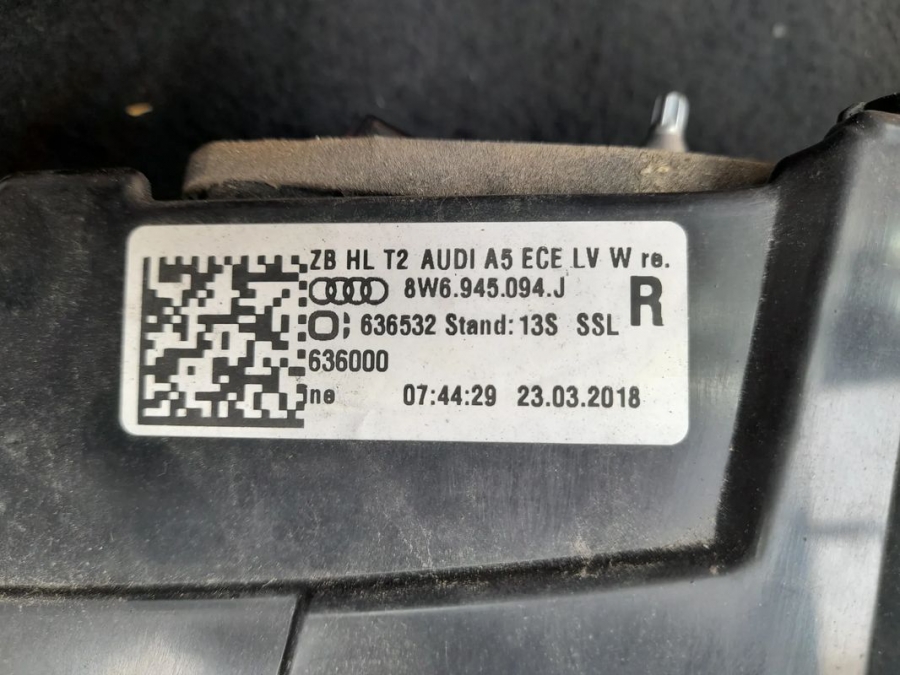 ZB HL T2 AUDI A5 ECE LV W re.
8W6.945.094.J R
636532 Stand: 13S SSL
636000
07:44:29 23.03.2018